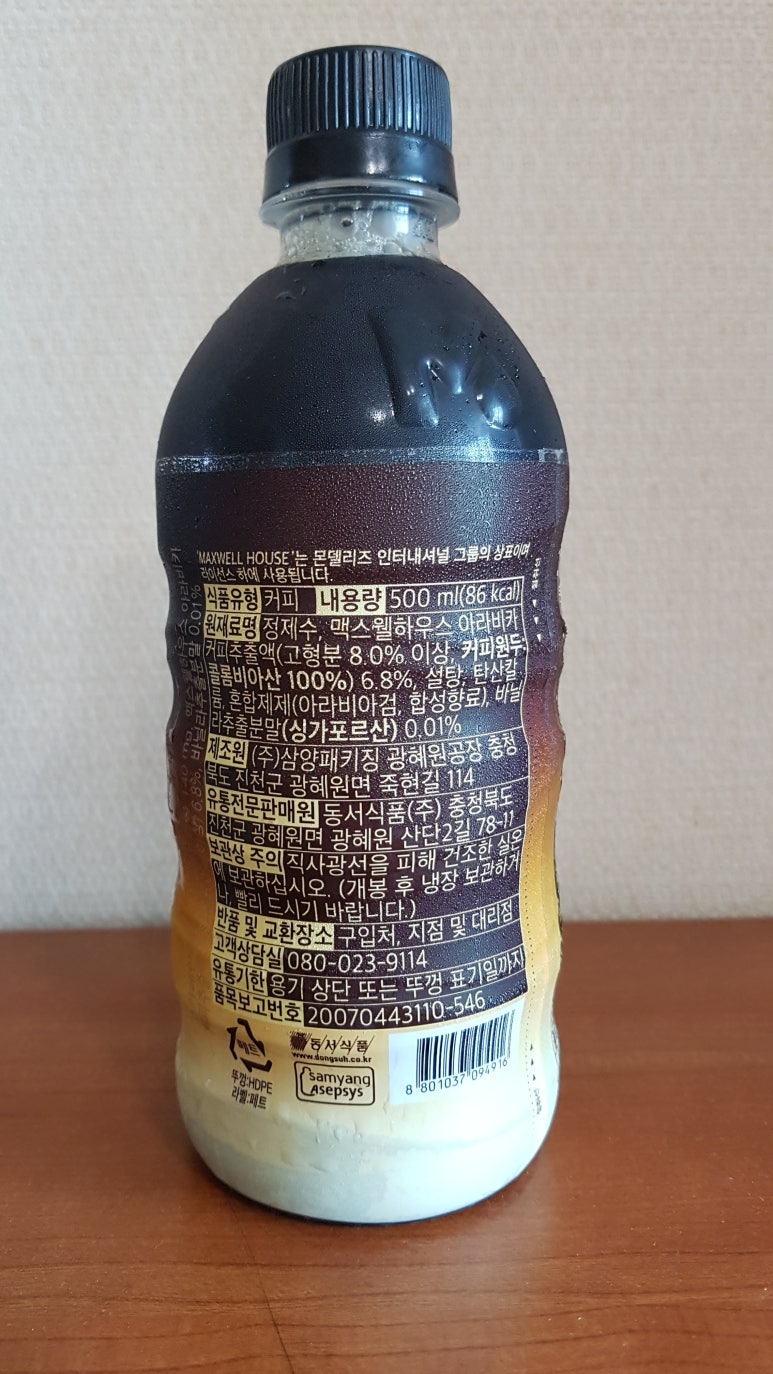 'MAXWELL HOUSE'는 몬델리즈 인터내셔널 그룹의 상표이며
라이선스 하에 사용됩니다.
식품유형 커피 내용량 500 ml(86 kcal)
원재료명 정제수, 맥스웰하우스 아라비카
커피추출액(고형분 8.0% 이상, 커피원두:
콜롬비아산 100%) 6.8%, 설탕, 탄산칼
륨, 혼합제제(아라비아검, 합성향료), 바닐
라추출분말(싱가포르산) 0.01%
제조원 (주)삼양패키징 광혜원공장 충청
북도 진천군 광혜원면 죽현길 114
유통전문판매원 동서식품(주) 충청북도
진천군 광혜원면 광혜원 산단2길 78-11
보관상 주의 직사광선을 피해 건조한 실온
에 보관하십시오. (개봉 후 냉장 보관하거
나, 빨리 드시기 바랍니다.)
반품 및 교환장소 구입처, 지점 및 대리점
고객상담실 080-023-9114
유통기한 용기 상단 또는 뚜껑 표기일까지
품목보고번호 20070443110-546
페트
뚜껑:HDPE
라벨:페트
동서식품
www.dongsuh.co.kr
samyang
Asepsys
8 801037 094916